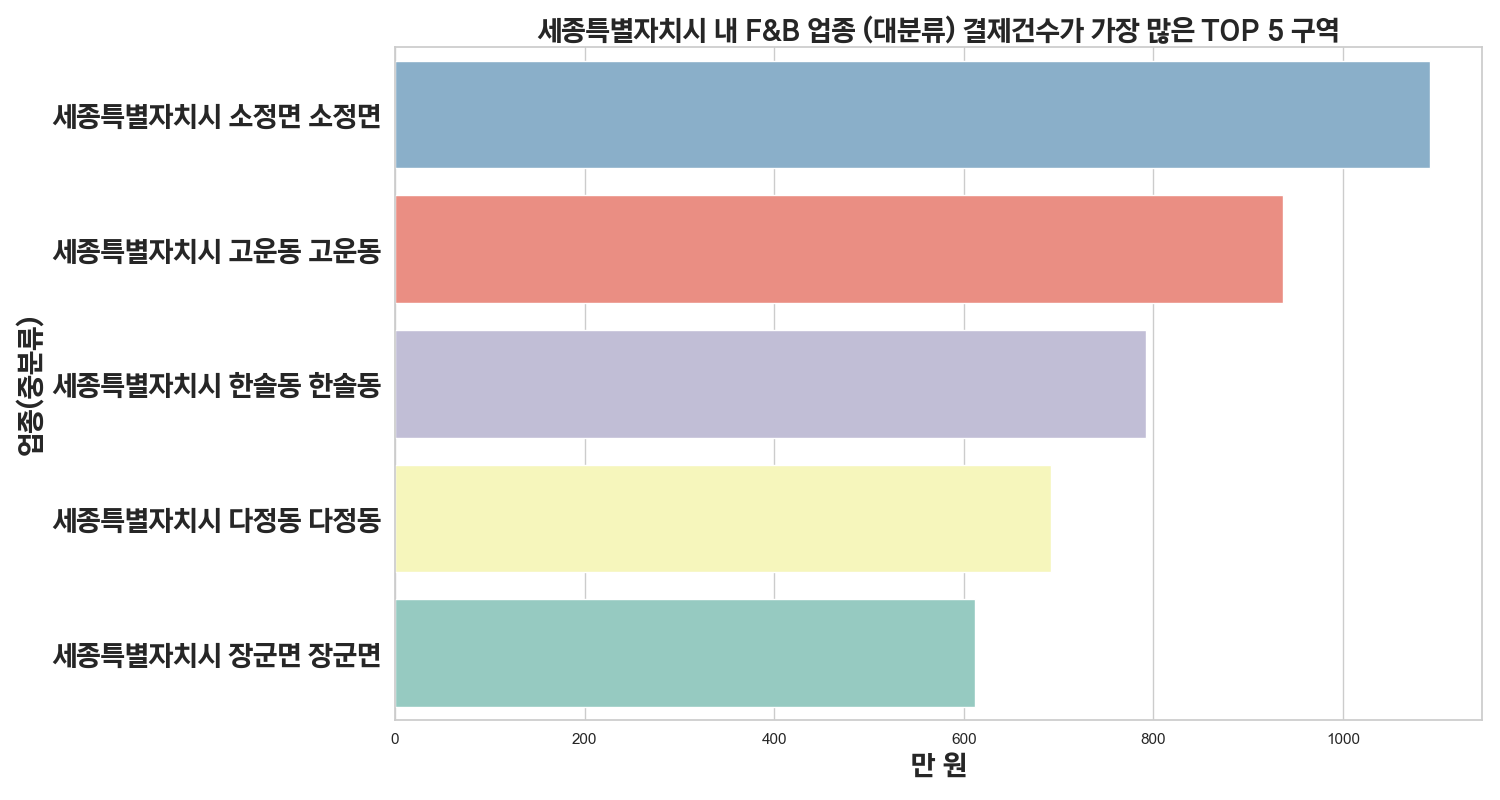 세종특별자치시 내 F&B 업종 (대분류) 결제건수가 가장 많은 TOP 5 구역
업종(중분류)
세종특별자치시 소정면 소정면
세종특별자치시 고운동 고운동
세종특별자치시 한솔동 한솔동
세종특별자치시 다정동 다정동
세종특별자치시 장군면 장군면
0 200 400 600 800 1000
만 원